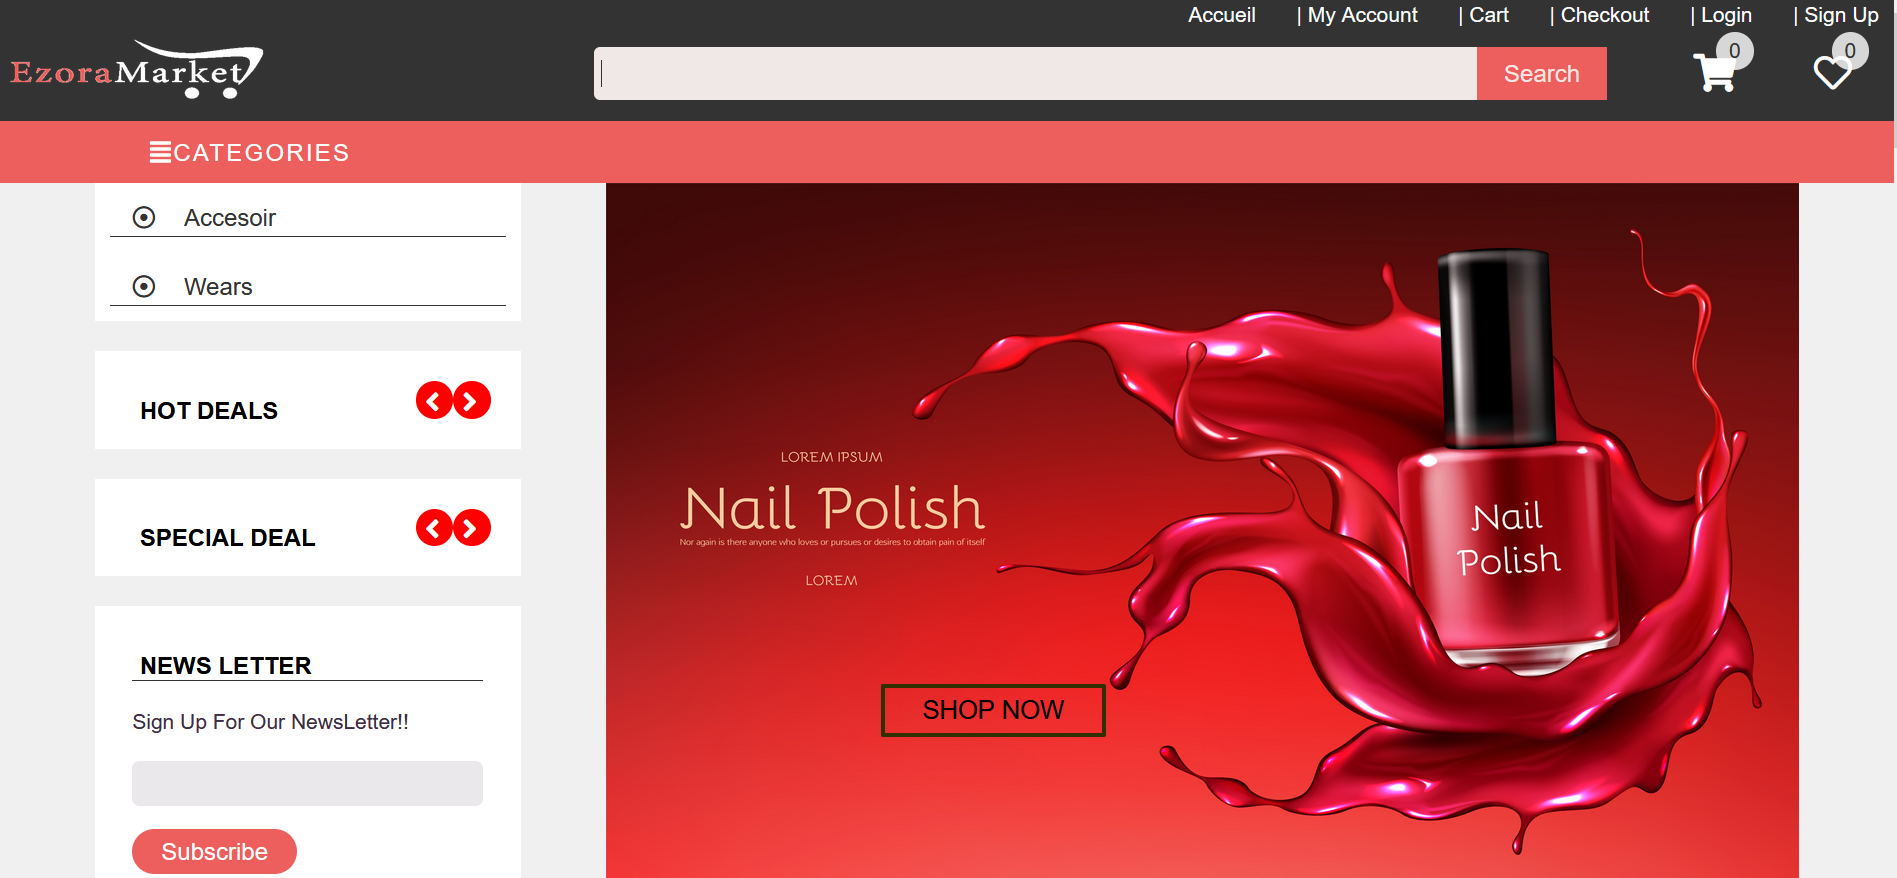 Accueil | My Account | Cart | Checkout | Login | Sign Up
EzoraMarket
Search
0
0
CATEGORIES
Accesoir
Wears
HOT DEALS
SPECIAL DEAL
NEWS LETTER
Sign Up For Our NewsLetter!!
Subscribe
LOREM IPSUM
Nail Polish
Nor again is there anyone who loves or pursues or desires to obtain pain of itself
LOREM
SHOP NOW
Nail
Polish